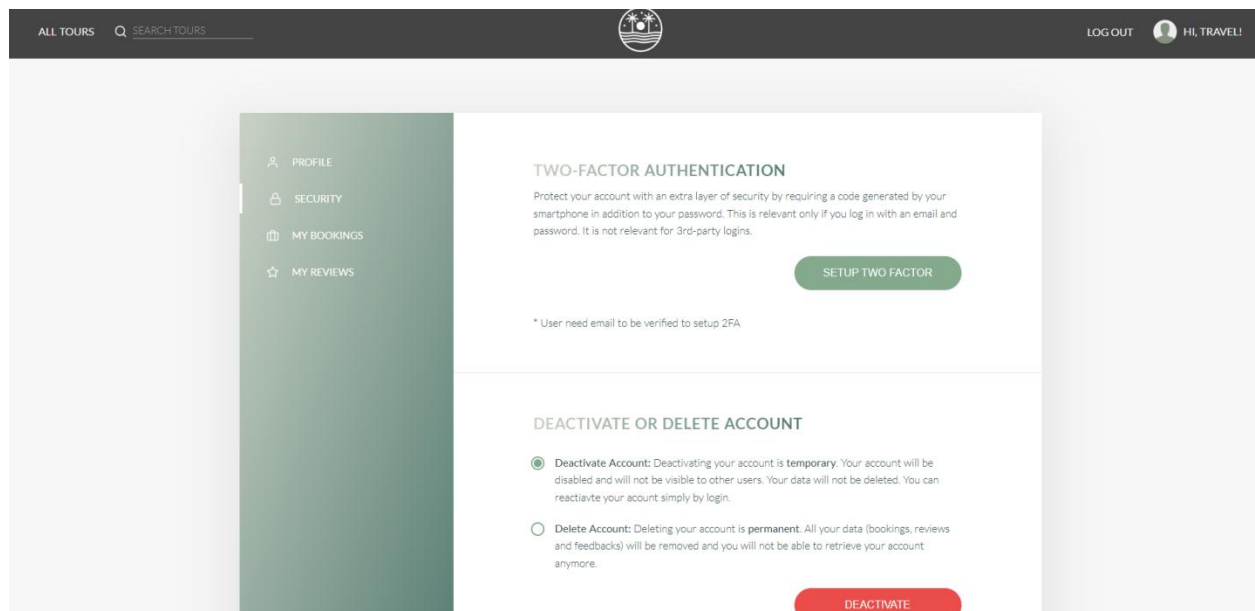 ALL TOURS
SEARCH TOURS
LOG OUT
HI, TRAVEL!
PROFILE
SECURITY
MY BOOKINGS
MY REVIEWS
TWO-FACTOR AUTHENTICATION
Protect your account with an extra layer of security by requiring a code generated by your
smartphone in addition to your password. This is relevant only if you log in with an email and
password. It is not relevant for 3rd-party logins.
SETUP TWO FACTOR
* User need email to be verified to setup 2FA
DEACTIVATE OR DELETE ACCOUNT
Deactivate Account: Deactivating your account is temporary. Your account will be
disabled and will not be visible to other users. Your data will not be deleted. You can
reactiavte your acount simply by login.
Delete Account: Deleting your account is permanent. All your data (bookings, reviews
and feedbacks) will be removed and you will not be able to retrieve your account
anymore.
DEACTIVATE